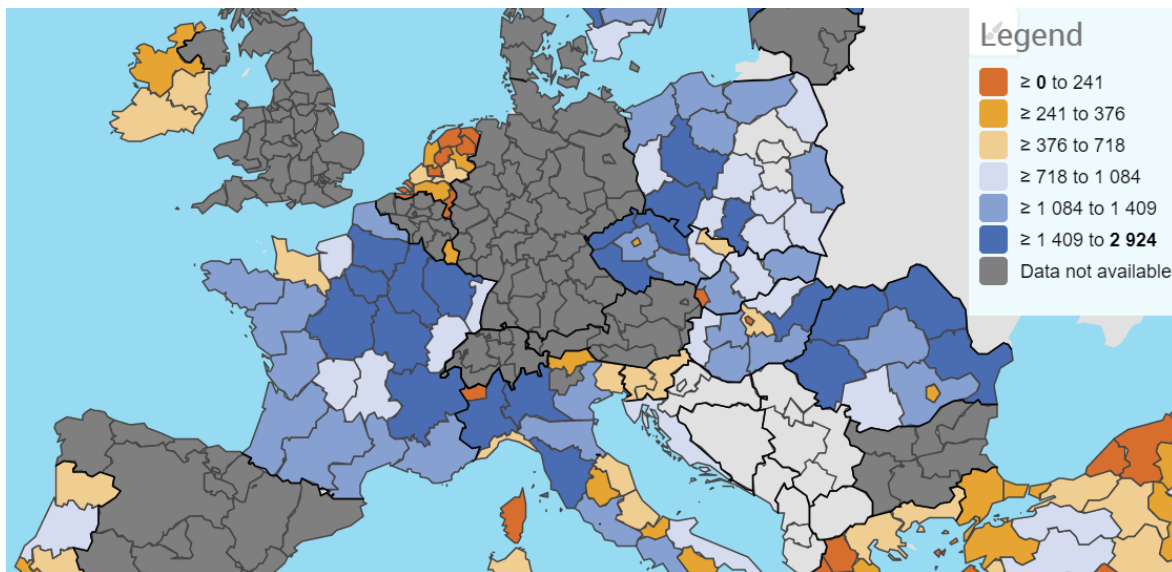 Legend
≥ 0 to 241
≥ 241 to 376
≥ 376 to 718
≥ 718 to 1 084
≥ 1 084 to 1 409
≥ 1 409 to 2 924
Data not available